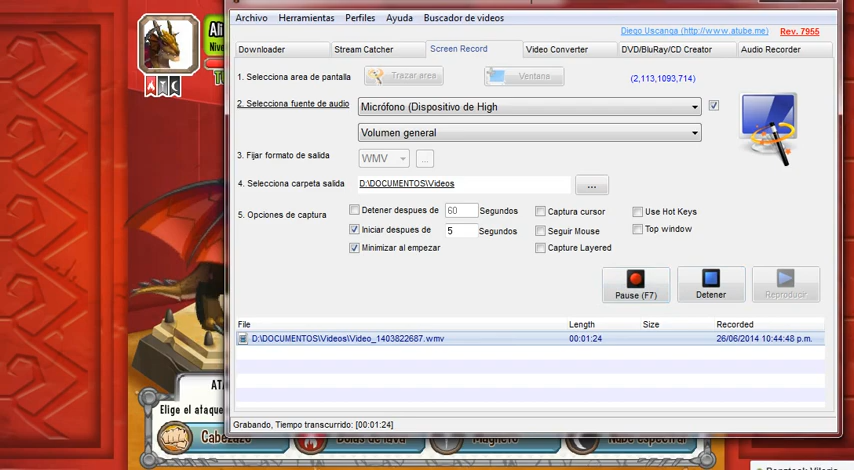 Archivo Herramientas Perfiles Ayuda Buscador de videos
Diego Uscanga (http://www.atube.me) Rev. 7955
Downloader Stream Catcher Screen Record Video Converter DVD/BluRay/CD Creator Audio Recorder
1. Selecciona area de pantalla Trazar area Ventana (2,113,1093,714)
2. Selecciona fuente de audio Micrófono (Dispositivo de High
Volumen general
3. Fijar formato de salida WMV ...
4. Selecciona carpeta salida D:\DOCUMENTOS\Videos ...
5. Opciones de captura Detener despues de 60 Segundos Captura cursor Use Hot Keys
Iniciar despues de 5 Segundos Seguir Mouse Top window
Minimizar al empezar Capture Layered
Pause (F7) Detener Reproducir
File Length Size Recorded
D:\DOCUMENTOS\Videos\Video_1403822687.wmv 00:01:24 26/06/2014 10:44:48 p.m.
Elige el ataque
Grabando, Tiempo transcurrido: [00:01:24]
Cabezazo Bolas de lava Magnero Nube espectral